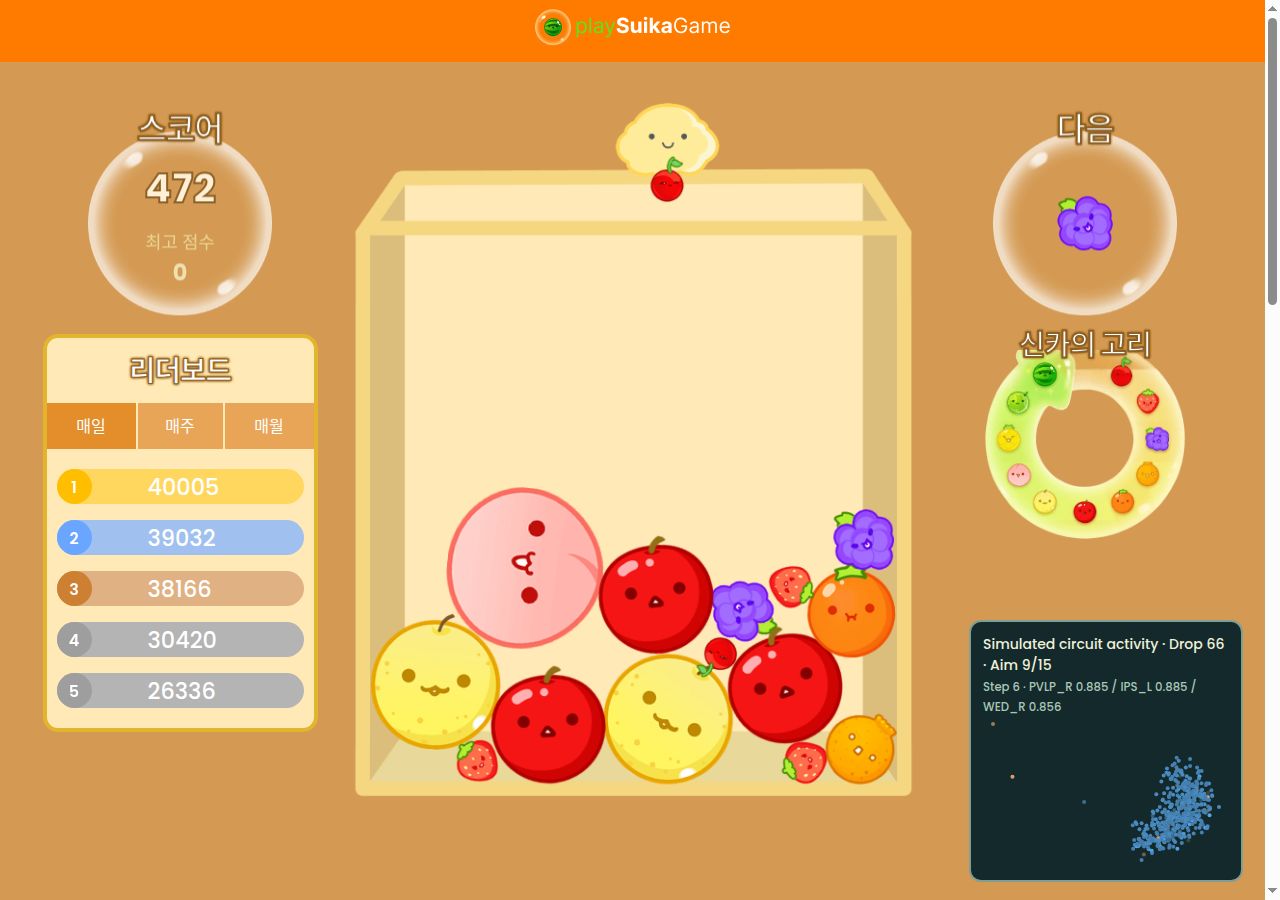 playSuikaGame
스코어
472
최고 점수
0
리더보드
매일 매주 매월
1 40005
2 39032
3 38166
4 30420
5 26336
다음
신카의 고리
Simulated circuit activity · Drop 66
· Aim 9/15
Step 6 · PVLP_R 0.885 / IPS_L 0.885 /
WED_R 0.856